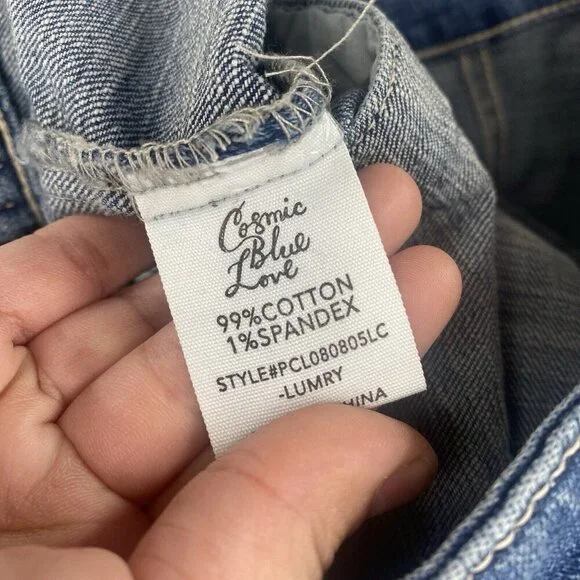 Cosmic
Blue
Love
99%COTTON
1%SPANDEX
STYLE#PCL080805LC
-LUMRY